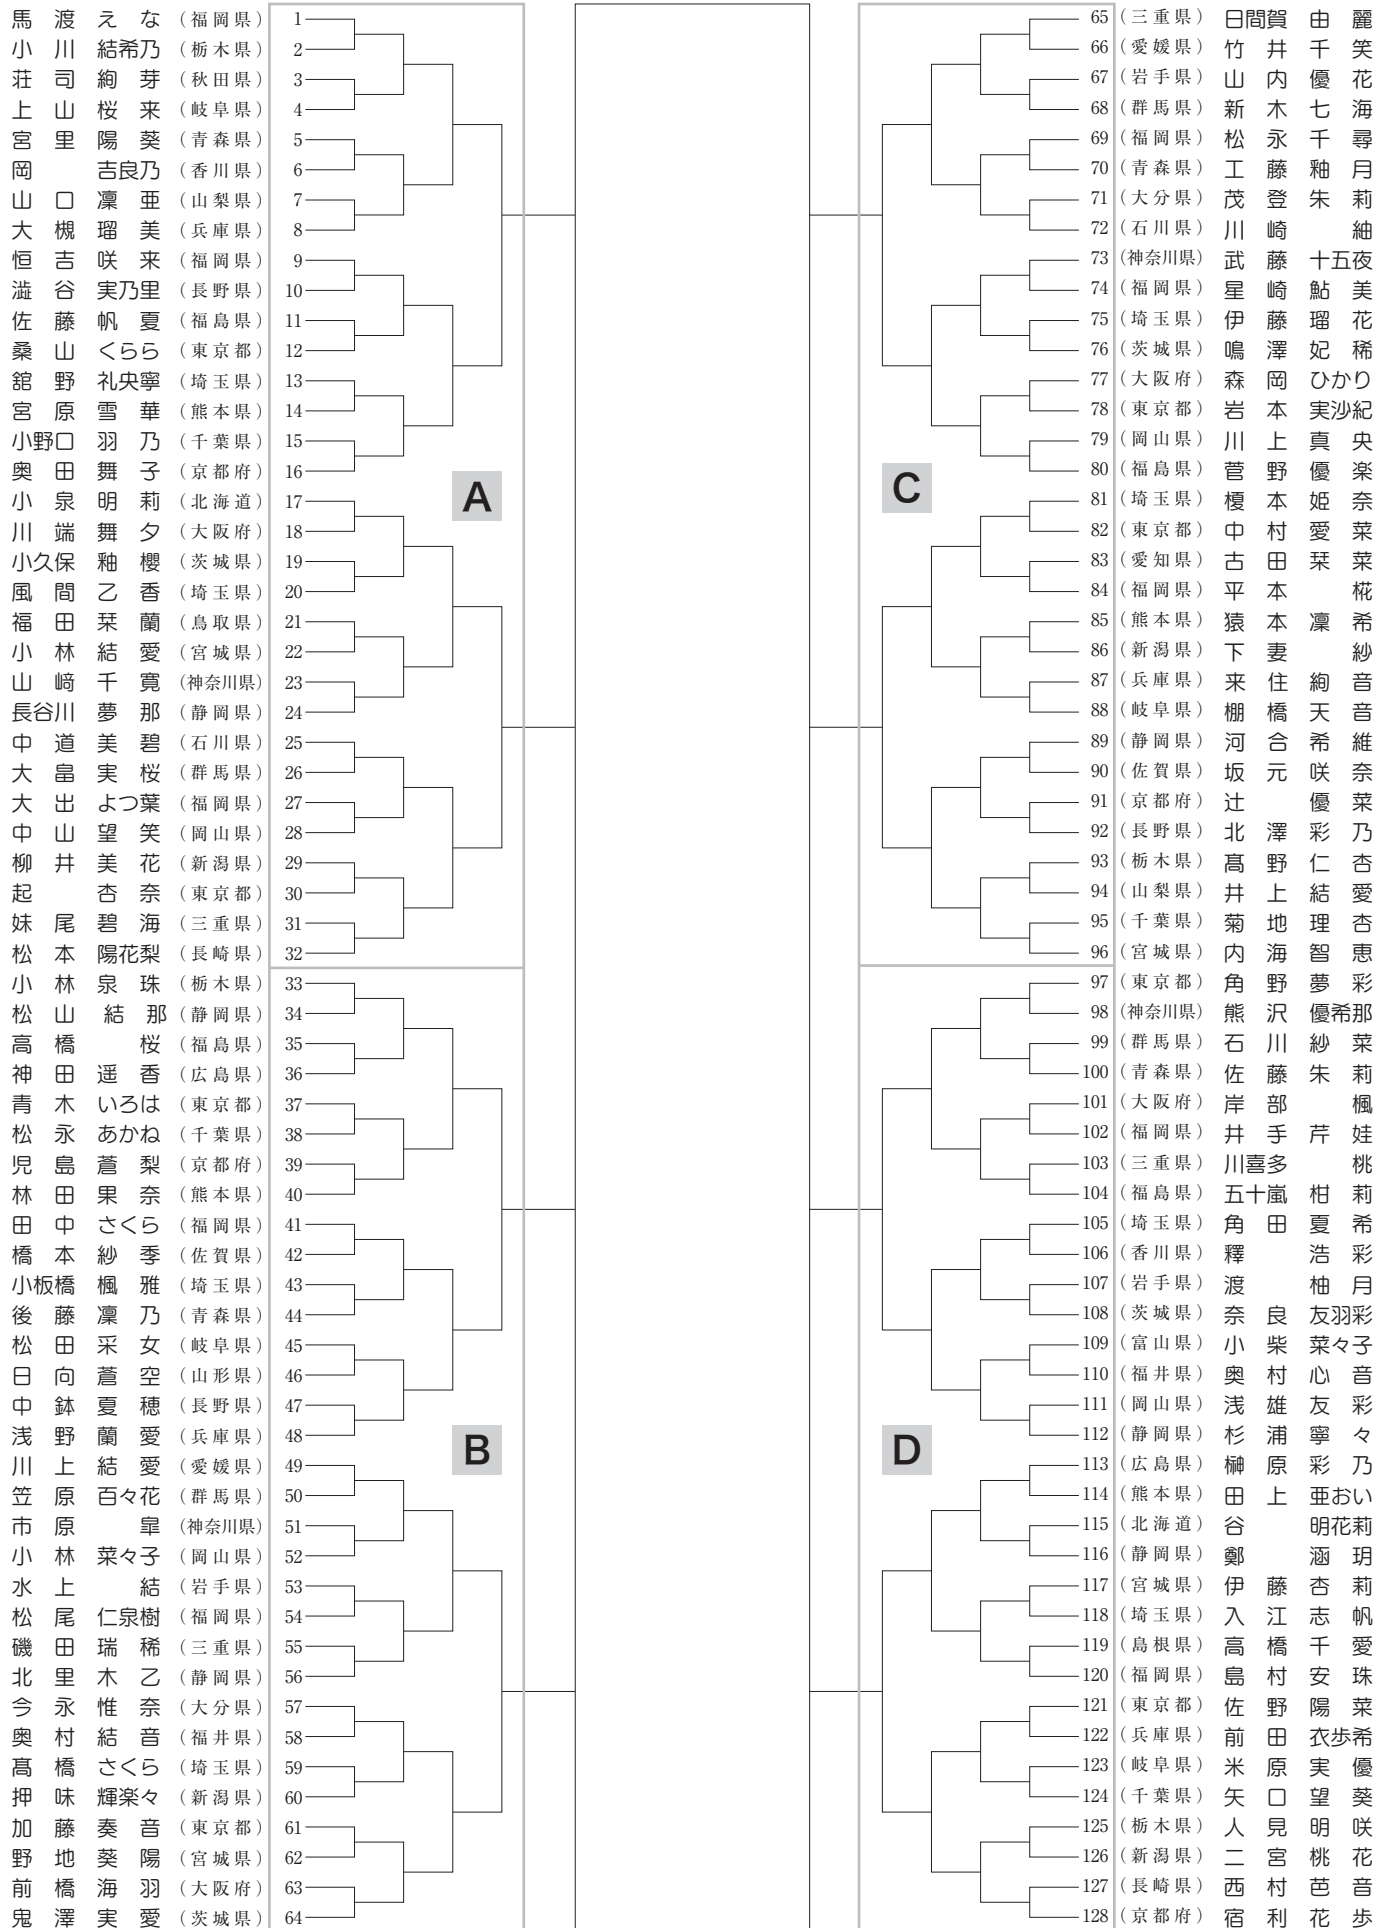 馬渡えな（福岡県）1
小川結希乃（栃木県）2
荘司絢芽（秋田県）3
上山桜来（岐阜県）4
宮里陽葵（青森県）5
岡吉良乃（香川県）6
山口凜亜（山梨県）7
大槻瑠美（兵庫県）8
恒吉咲来（福岡県）9
澁谷実乃里（長野県）10
佐藤帆夏（福島県）11
桑山くらら（東京都）12
舘野礼央寧（埼玉県）13
宮原雪華（熊本県）14
小野口羽乃（千葉県）15
奥田舞子（京都府）16
A
小泉明莉（北海道）17
川端舞夕（大阪府）18
小久保釉櫻（茨城県）19
風間乙香（埼玉県）20
福田栞蘭（鳥取県）21
小林結愛（宮城県）22
山﨑千寛（神奈川県）23
長谷川夢那（静岡県）24
中道美碧（石川県）25
大畠実桜（群馬県）26
大出よつ葉（福岡県）27
中山望笑（岡山県）28
柳井美花（新潟県）29
起杏奈（東京都）30
妹尾碧海（三重県）31
松本陽花梨（長崎県）32
小林泉珠（栃木県）33
松山結那（静岡県）34
高橋桜（福島県）35
神田遥香（広島県）36
青木いろは（東京都）37
松永あかね（千葉県）38
児島蒼梨（京都府）39
林田果奈（熊本県）40
田中さくら（福岡県）41
橋本紗季（佐賀県）42
小板橋楓雅（埼玉県）43
後藤凜乃（青森県）44
松田采女（岐阜県）45
日向蒼空（山形県）46
中鉢夏穂（長野県）47
浅野蘭愛（兵庫県）48
B
川上結愛（愛媛県）49
笠原百々花（群馬県）50
市原皐（神奈川県）51
小林菜々子（岡山県）52
水上結（岩手県）53
松尾仁泉樹（福岡県）54
磯田瑞稀（三重県）55
北里木乙（静岡県）56
今永惟奈（大分県）57
奥村結音（福井県）58
髙橋さくら（埼玉県）59
押味輝楽々（新潟県）60
加藤奏音（東京都）61
野地葵陽（宮城県）62
前橋海羽（大阪府）63
鬼澤実愛（茨城県）64
65（三重県）日間賀由麗
66（愛媛県）竹井千笑
67（岩手県）山内優花
68（群馬県）新木七海
69（福岡県）松永千尋
70（青森県）工藤釉月
71（大分県）茂登朱莉
72（石川県）川崎紬
73（神奈川県）武藤十五夜
74（福岡県）星崎鮎美
75（埼玉県）伊藤瑠花
76（茨城県）鳴澤妃稀
77（大阪府）森岡ひかり
78（東京都）岩本実沙紀
79（岡山県）川上真央
80（福島県）菅野優楽
C
81（埼玉県）榎本姫奈
82（東京都）中村愛菜
83（愛知県）古田栞菜
84（福岡県）平本椛
85（熊本県）猿本凜希
86（新潟県）下妻紗
87（兵庫県）来住絢音
88（岐阜県）棚橋天音
89（静岡県）河合希維
90（佐賀県）坂元咲奈
91（京都府）辻優菜
92（長野県）北澤彩乃
93（栃木県）髙野仁杏
94（山梨県）井上結愛
95（千葉県）菊地理杏
96（宮城県）内海智恵
97（東京都）角野夢彩
98（神奈川県）熊沢優希那
99（群馬県）石川紗菜
100（青森県）佐藤朱莉
101（大阪府）岸部楓
102（福岡県）井手芹娃
103（三重県）川喜多桃
104（福島県）五十嵐柑莉
105（埼玉県）角田夏希
106（香川県）釋浩彩
107（岩手県）渡柚月
108（茨城県）奈良友羽彩
109（富山県）小柴菜々子
110（福井県）奥村心音
111（岡山県）浅雄友彩
112（静岡県）杉浦寧々
D
113（広島県）榊原彩乃
114（熊本県）田上亜おい
115（北海道）谷明花莉
116（静岡県）鄭涵玥
117（宮城県）伊藤杏莉
118（埼玉県）入江志帆
119（島根県）高橋千愛
120（福岡県）島村安珠
121（東京都）佐野陽菜
122（兵庫県）前田衣歩希
123（岐阜県）米原実優
124（千葉県）矢口望葵
125（栃木県）人見明咲
126（新潟県）二宮桃花
127（長崎県）西村芭音
128（京都府）宿利花歩